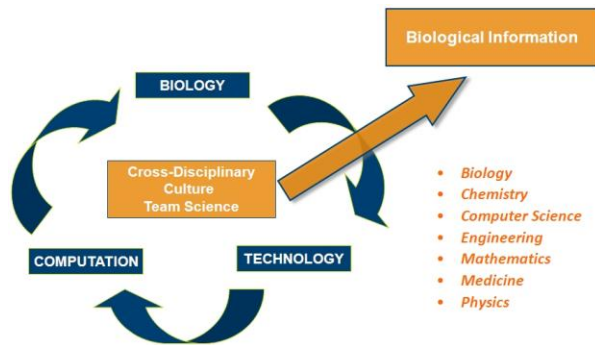 Biological Information
BIOLOGY
Cross-Disciplinary
Culture
Team Science
COMPUTATION
TECHNOLOGY
• Biology
• Chemistry
• Computer Science
• Engineering
• Mathematics
• Medicine
• Physics